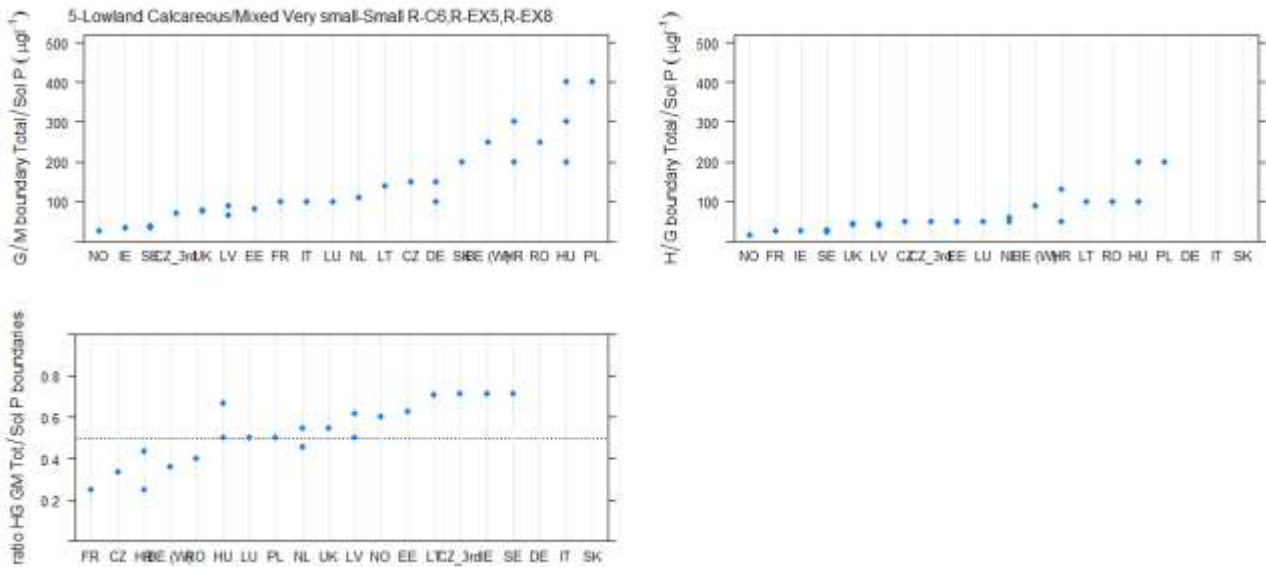 5-Lowland Calcareous/Mixed Very small-Small R-C6,R-EX5,R-EX8
G/M boundary Total/Sol P (µgl⁻¹)
500
400
300
200
100
NO IE SE CZ_3rd UK LV EE FR IT LU NL LT CZ DE SK BE (W) HR RO HU PL
H/G boundary Total/Sol P (µgl⁻¹)
500
400
300
200
100
NO FR IE SE UK LV CZ CZ_3rd EE LU NL BE (W) HR LT RO HU PL DE IT SK
ratio HG GM Tot/Sol P boundaries
0.8
0.6
0.4
0.2
FR CZ HR BE (W) RO HU LU PL NL UK LV NO EE LT CZ_3rd IE SE DE IT SK